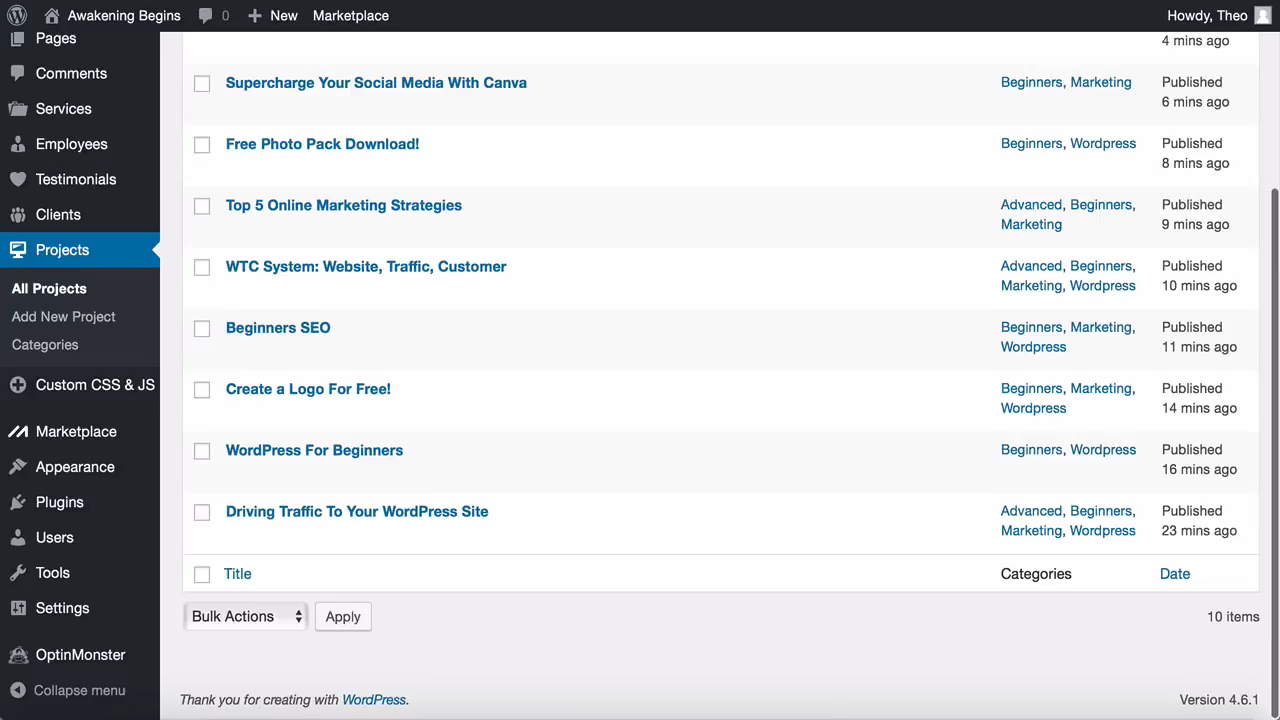 Awakening Begins 0 New Marketplace Howdy, Theo
Pages
Comments
Services
Employees
Testimonials
Clients
Projects
All Projects
Add New Project
Categories
Custom CSS & JS
Marketplace
Appearance
Plugins
Users
Tools
Settings
OptinMonster
Collapse menu
4 mins ago
Supercharge Your Social Media With Canva Beginners, Marketing Published
6 mins ago
Free Photo Pack Download! Beginners, Wordpress Published
8 mins ago
Top 5 Online Marketing Strategies Advanced, Beginners, Published
Marketing 9 mins ago
WTC System: Website, Traffic, Customer Advanced, Beginners, Published
Marketing, Wordpress 10 mins ago
Beginners SEO Beginners, Marketing, Published
Wordpress 11 mins ago
Create a Logo For Free! Beginners, Marketing, Published
Wordpress 14 mins ago
WordPress For Beginners Beginners, Wordpress Published
16 mins ago
Driving Traffic To Your WordPress Site Advanced, Beginners, Published
Marketing, Wordpress 23 mins ago
Title Categories Date
Bulk Actions Apply 10 items
Thank you for creating with WordPress. Version 4.6.1